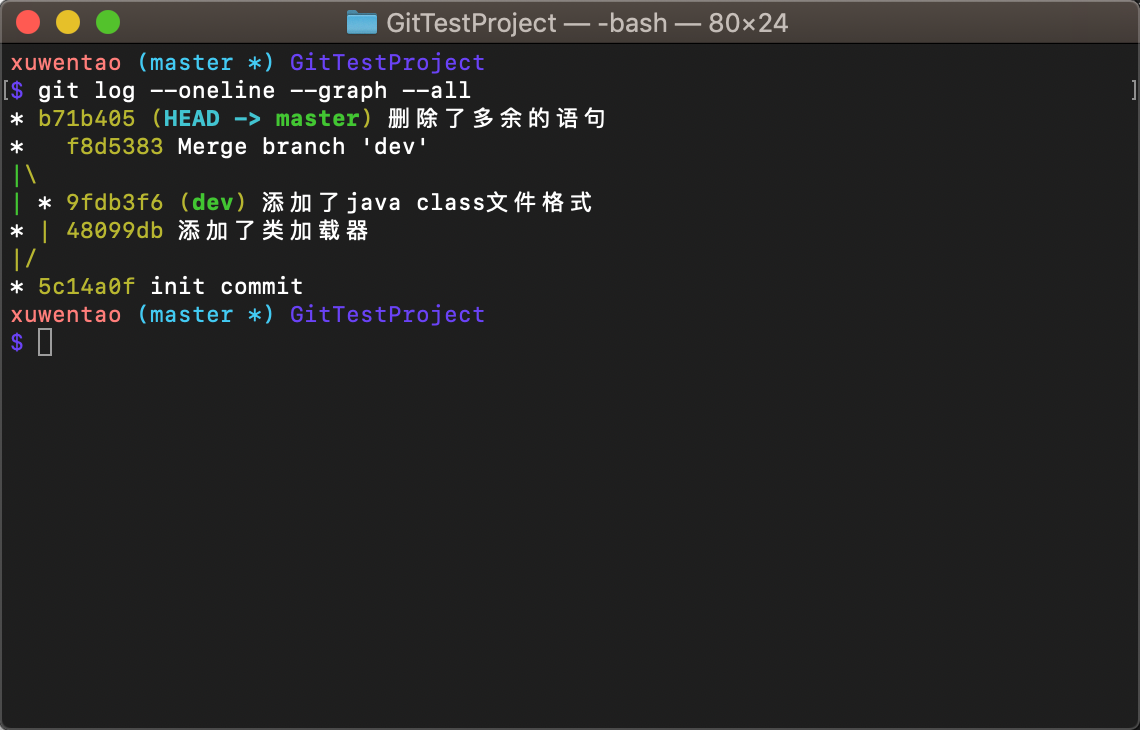 GitTestProject — -bash — 80×24
xuwentao (master *) GitTestProject
[$ git log --oneline --graph --all ]
* b71b405 (HEAD -> master) 删除了多余的语句
*   f8d5383 Merge branch 'dev'
|\
| * 9fdb3f6 (dev) 添加了java class文件格式
* | 48099db 添加了类加载器
|/
* 5c14a0f init commit
xuwentao (master *) GitTestProject
$